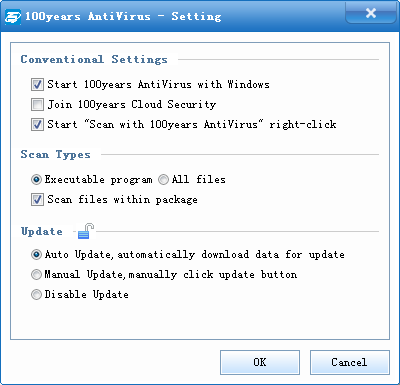 100years AntiVirus - Setting
Conventional Settings
Start 100years AntiVirus with Windows
Join 100years Cloud Security
Start "Scan with 100years AntiVirus" right-click
Scan Types
Executable program All files
Scan files within package
Update
Auto Update,automatically download data for update
Manual Update,manually click update button
Disable Update
OK Cancel